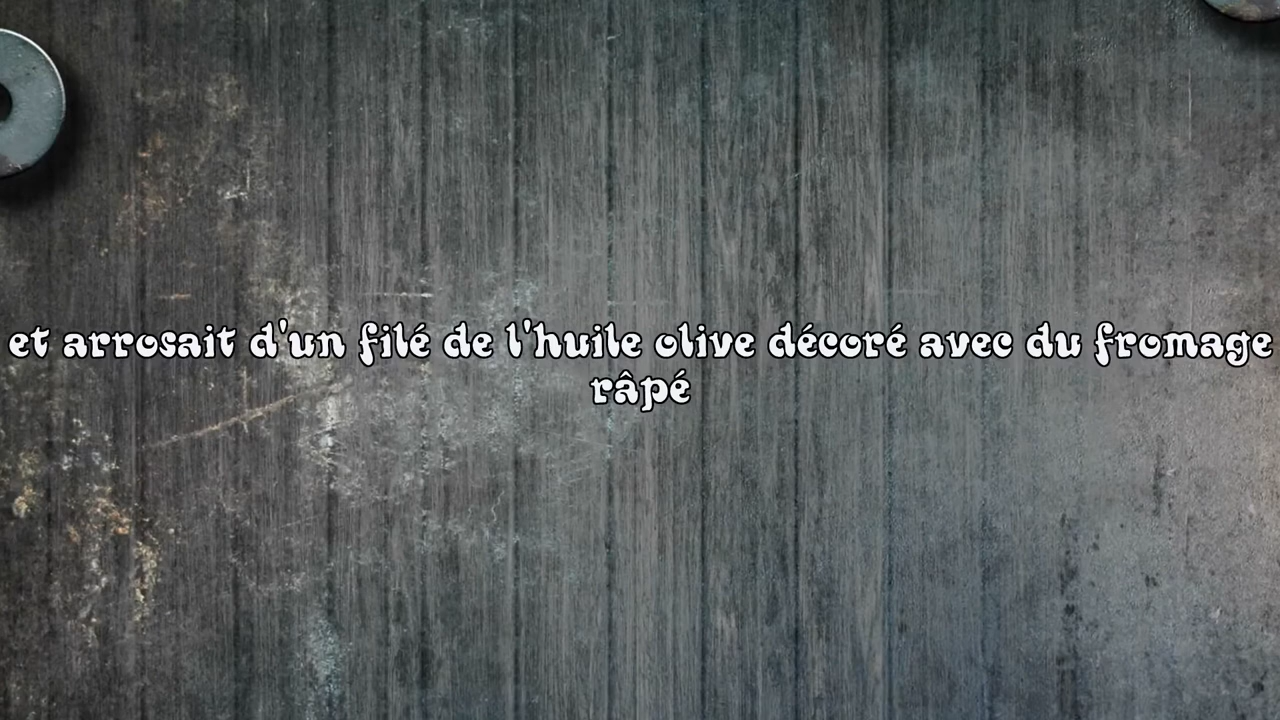 et arrosait d'un filé de l'huile olive décoré avec du fromage
râpé